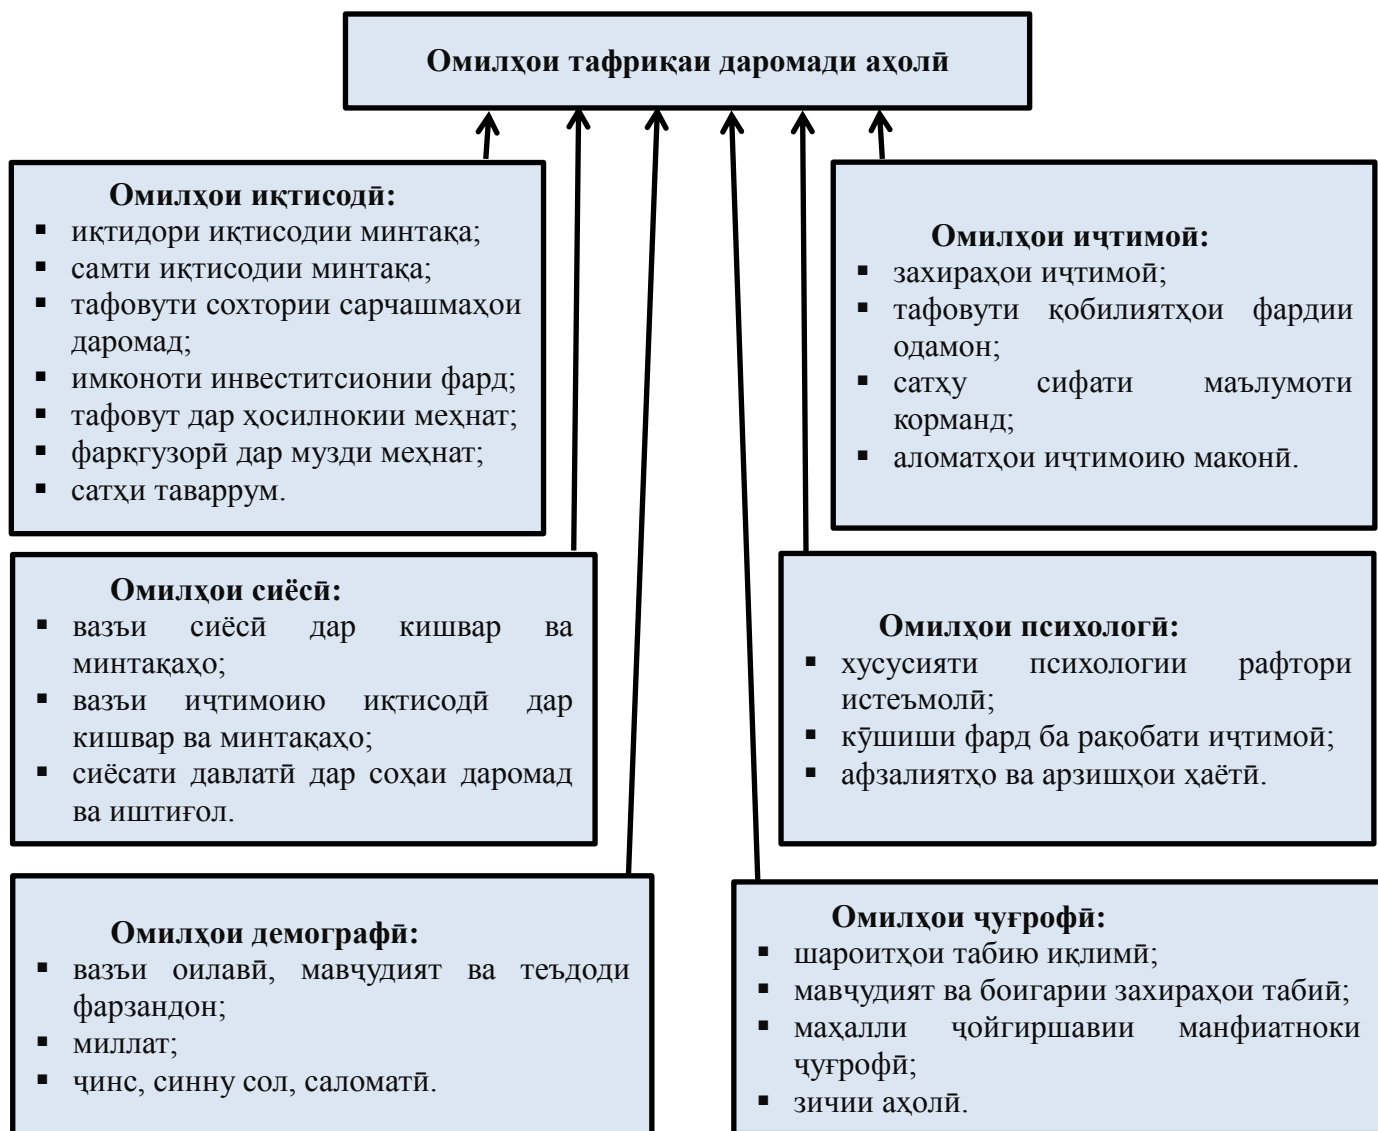 Омилҳои тафриқаи даромади аҳолӣ
Омилҳои иқтисодӣ:
▪ иқтидори иқтисодии минтақа;
▪ самти иқтисодии минтақа;
▪ тафовути сохтории сарчашмаҳои
даромад;
▪ имконоти инвеститсионии фард;
▪ тафовут дар ҳосилнокии меҳнат;
▪ фарқгузорӣ дар музди меҳнат;
▪ сатҳи таваррум.
Омилҳои иҷтимоӣ:
▪ захираҳои иҷтимоӣ;
▪ тафовути қобилиятҳои фардии
одамон;
▪ сатҳу сифати маълумоти
корманд;
▪ аломатҳои иҷтимоию маконӣ.
Омилҳои сиёсӣ:
▪ вазъи сиёсӣ дар кишвар ва
минтақаҳо;
▪ вазъи иҷтимоию иқтисодӣ дар
кишвар ва минтақаҳо;
▪ сиёсати давлатӣ дар соҳаи даромад
ва иштиғол.
Омилҳои психологӣ:
▪ хусусияти психологии рафтори
истеъмолӣ;
▪ кӯшиши фард ба рақобати иҷтимоӣ;
▪ афзалиятҳо ва арзишҳои ҳаётӣ.
Омилҳои демографӣ:
▪ вазъи оилавӣ, мавҷудият ва теъдоди
фарзандон;
▪ миллат;
▪ ҷинс, синну сол, саломатӣ.
Омилҳои ҷуғрофӣ:
▪ шароитҳои табию иқлимӣ;
▪ мавҷудият ва боигарии захираҳои табиӣ;
▪ маҳалли ҷойгиршавии манфиатноки
ҷуғрофӣ;
▪ зичии аҳолӣ.